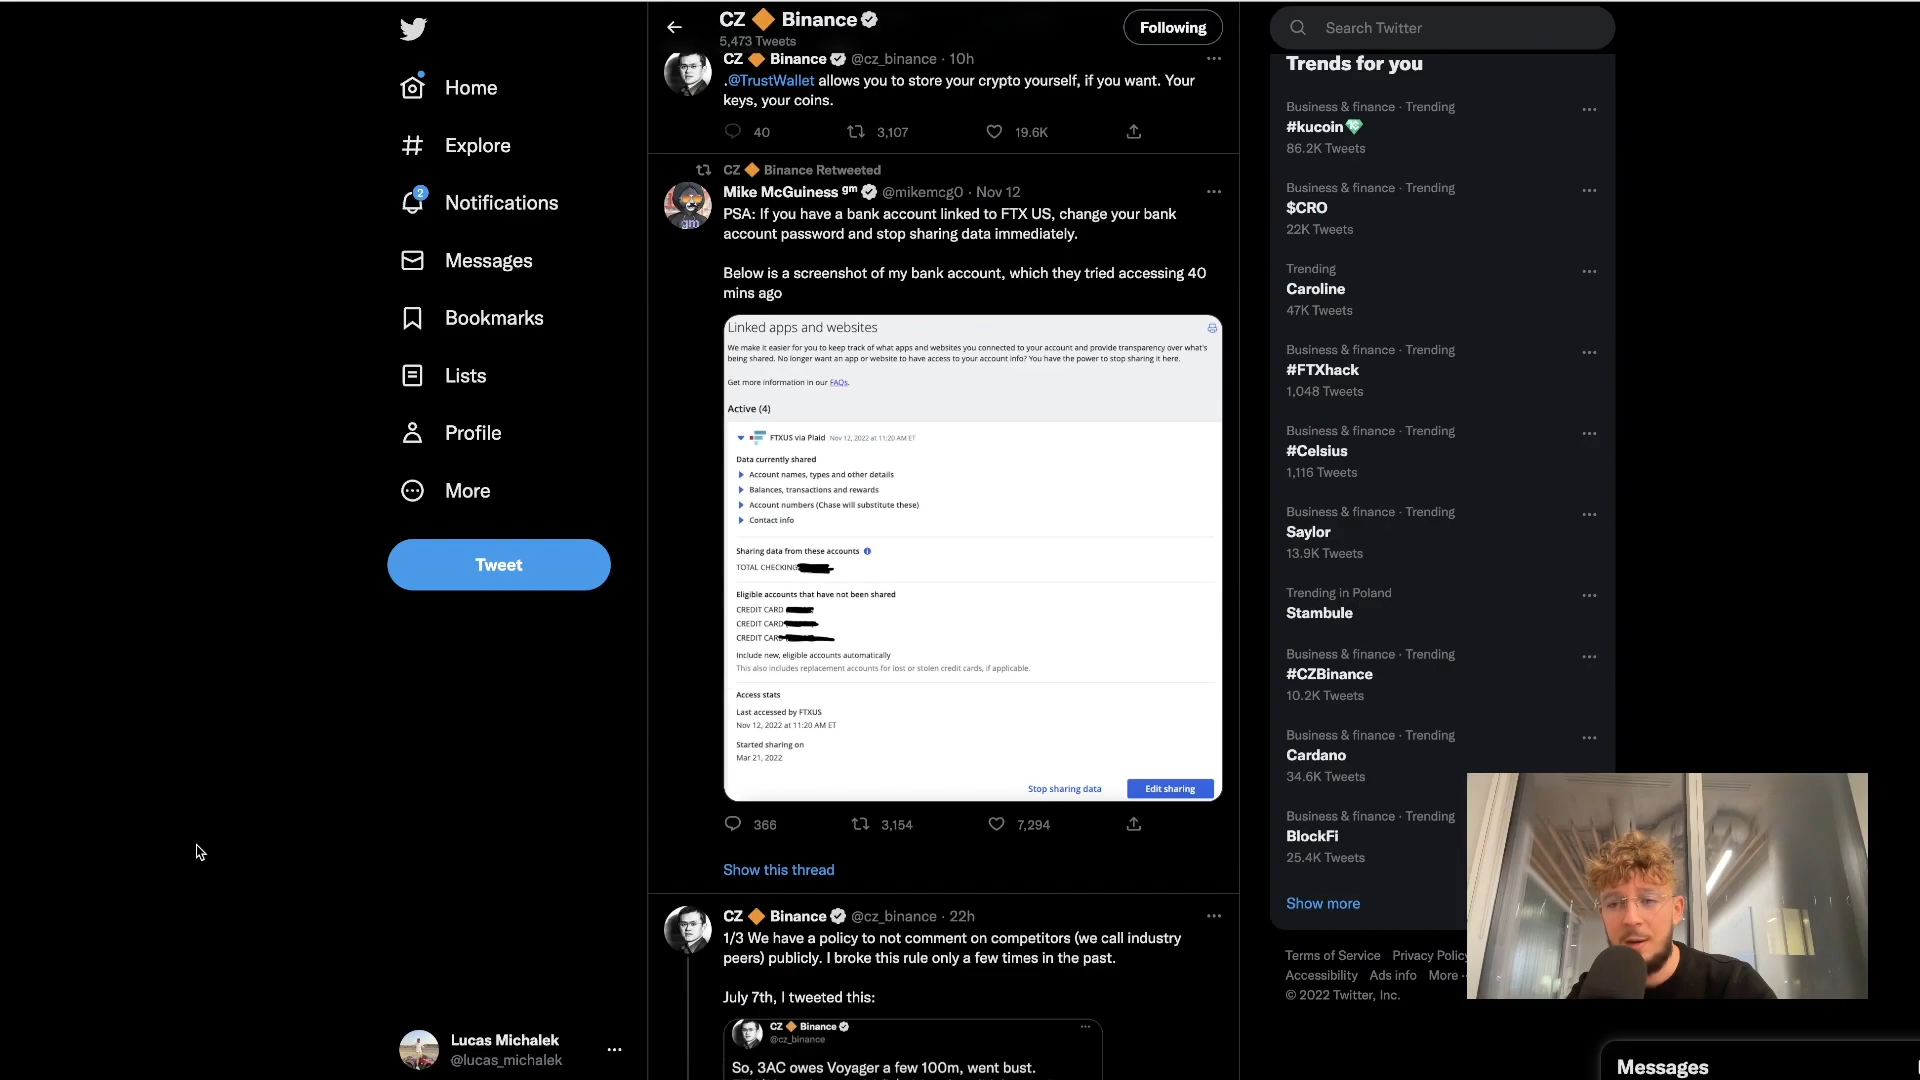 Home
Explore
2
Notifications
Messages
Bookmarks
Lists
Profile
More
Tweet
Lucas Michalek
@lucas_michalek
CZ 🔶 Binance
5,473 Tweets
Following
CZ 🔶 Binance @cz_binance · 10h
.@TrustWallet allows you to store your crypto yourself, if you want. Your
keys, your coins.
40 3,107 19.6K
CZ 🔶 Binance Retweeted
Mike McGuiness ᵍᵐ @mikemcg0 · Nov 12
gm
PSA: If you have a bank account linked to FTX US, change your bank
account password and stop sharing data immediately.
Below is a screenshot of my bank account, which they tried accessing 40
mins ago
Linked apps and websites
We make it easier for you to keep track of what apps and websites you connected to your account and provide transparency over what's
being shared. No longer want an app or website to have access to your account info? You have the power to stop sharing it here.
Get more information in our FAQs.
Active (4)
FTXUS via Plaid Nov 12, 2022 at 11:20 AM ET
Data currently shared
Account names, types and other details
Balances, transactions and rewards
Account numbers (Chase will substitute these)
Contact info
Sharing data from these accounts
TOTAL CHECKING
Eligible accounts that have not been shared
CREDIT CARD
CREDIT CARD
CREDIT CARD
Include new, eligible accounts automatically
This also includes replacement accounts for lost or stolen credit cards, if applicable.
Access stats
Last accessed by FTXUS
Nov 12, 2022 at 11:20 AM ET
Started sharing on
Mar 21, 2022
Stop sharing data Edit sharing
366 3,154 7,294
Show this thread
CZ 🔶 Binance @cz_binance · 22h
1/3 We have a policy to not comment on competitors (we call industry
peers) publicly. I broke this rule only a few times in the past.
July 7th, I tweeted this:
CZ 🔶 Binance
@cz_binance
So, 3AC owes Voyager a few 100m, went bust.
Search Twitter
Trends for you
Business & finance · Trending
#kucoin
86.2K Tweets
Business & finance · Trending
$CRO
22K Tweets
Trending
Caroline
47K Tweets
Business & finance · Trending
#FTXhack
1,048 Tweets
Business & finance · Trending
#Celsius
1,116 Tweets
Business & finance · Trending
Saylor
13.9K Tweets
Trending in Poland
Stambule
Business & finance · Trending
#CZBinance
10.2K Tweets
Business & finance · Trending
Cardano
34.6K Tweets
Business & finance · Trending
BlockFi
25.4K Tweets
Show more
Terms of Service Privacy Policy
Accessibility Ads info More
© 2022 Twitter, Inc.
Messages